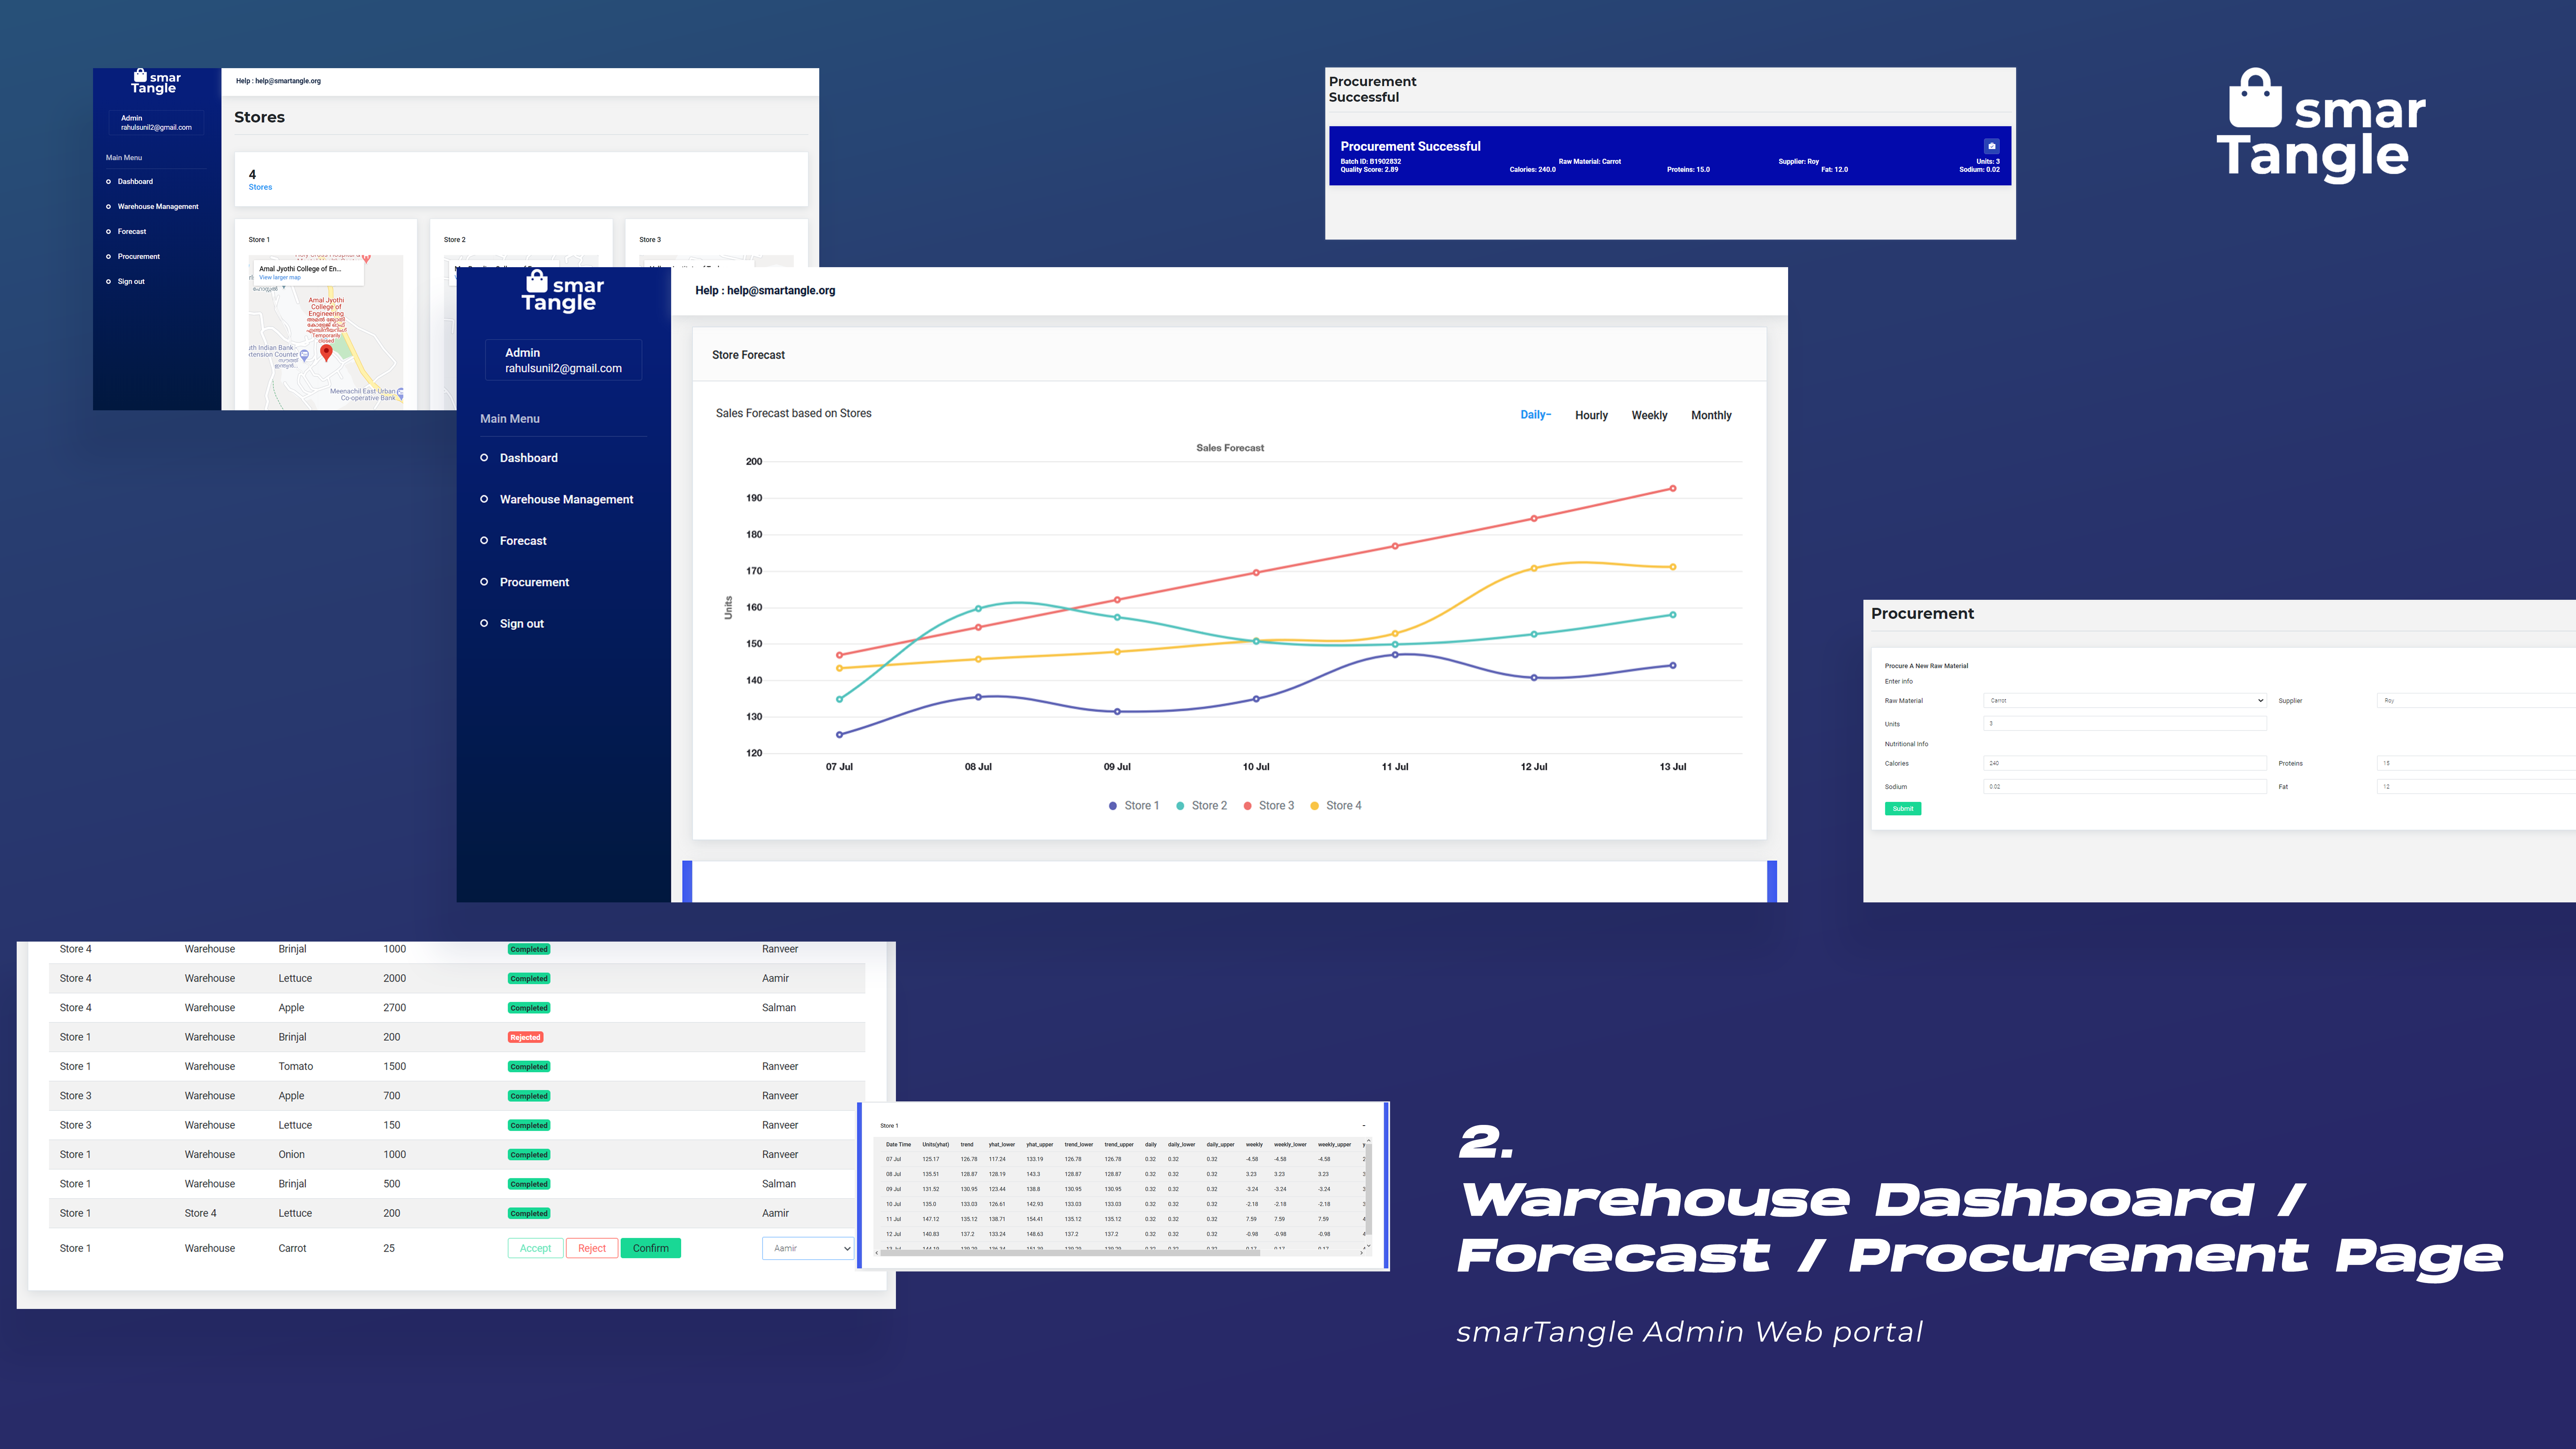 smar
Tangle
Help : help@smartangle.org
Admin
rahulsunil2@gmail.com
Main Menu
Dashboard
Warehouse Management
Forecast
Procurement
Sign out
Stores
4
Stores
Store 1
Store 2
Store 3
Amal Jyothi College of En...
View larger map
Amal Jyothi
College of
Engineering
അമൽ ജ്യോതി
കോളേജ് ഓഫ്
എഞ്ചിനീയറിംഗ്
Temporarily
closed
th Indian Bank -
xtension Counter
Meenachil East Urban
Co-operative Bank
Procurement
Successful
Procurement Successful
Batch ID: B1902832 Raw Material: Carrot Supplier: Roy Units: 3
Quality Score: 2.89 Calories: 240.0 Proteins: 15.0 Fat: 12.0 Sodium: 0.02
smar
Tangle
smar
Tangle
Help : help@smartangle.org
Admin
rahulsunil2@gmail.com
Main Menu
Dashboard
Warehouse Management
Forecast
Procurement
Sign out
Store Forecast
Sales Forecast based on Stores
Daily~ Hourly Weekly Monthly
Sales Forecast
Units
200
190
180
170
160
150
140
130
120
07 Jul 08 Jul 09 Jul 10 Jul 11 Jul 12 Jul 13 Jul
Store 1 Store 2 Store 3 Store 4
Procurement
Procure A New Raw Material
Enter info
Raw Material Carrot Supplier Roy
Units 3
Nutritional Info
Calories 240 Proteins 15
Sodium 0.02 Fat 12
Submit
Store 4 Warehouse Brinjal 1000 Completed Ranveer
Store 4 Warehouse Lettuce 2000 Completed Aamir
Store 4 Warehouse Apple 2700 Completed Salman
Store 1 Warehouse Brinjal 200 Rejected
Store 1 Warehouse Tomato 1500 Completed Ranveer
Store 3 Warehouse Apple 700 Completed Ranveer
Store 3 Warehouse Lettuce 150 Completed Ranveer
Store 1 Warehouse Onion 1000 Completed Ranveer
Store 1 Warehouse Brinjal 500 Completed Salman
Store 1 Store 4 Lettuce 200 Completed Aamir
Store 1 Warehouse Carrot 25 Accept Reject Confirm Aamir
Store 1 -
Date Time Units(yhat) trend yhat_lower yhat_upper trend_lower trend_upper daily daily_lower daily_upper weekly weekly_lower weekly_upper
07 Jul 125.17 126.78 117.24 133.19 126.78 126.78 0.32 0.32 0.32 -4.58 -4.58 -4.58
08 Jul 135.51 128.87 128.19 143.3 128.87 128.87 0.32 0.32 0.32 3.23 3.23 3.23
09 Jul 131.52 130.95 123.44 138.8 130.95 130.95 0.32 0.32 0.32 -3.24 -3.24 -3.24
10 Jul 135.0 133.03 126.61 142.93 133.03 133.03 0.32 0.32 0.32 -2.18 -2.18 -2.18
11 Jul 147.12 135.12 138.71 154.41 135.12 135.12 0.32 0.32 0.32 7.59 7.59 7.59
12 Jul 140.83 137.2 133.24 148.63 137.2 137.2 0.32 0.32 0.32 -0.98 -0.98 -0.98
2.
Warehouse Dashboard /
Forecast / Procurement Page
smarTangle Admin Web portal